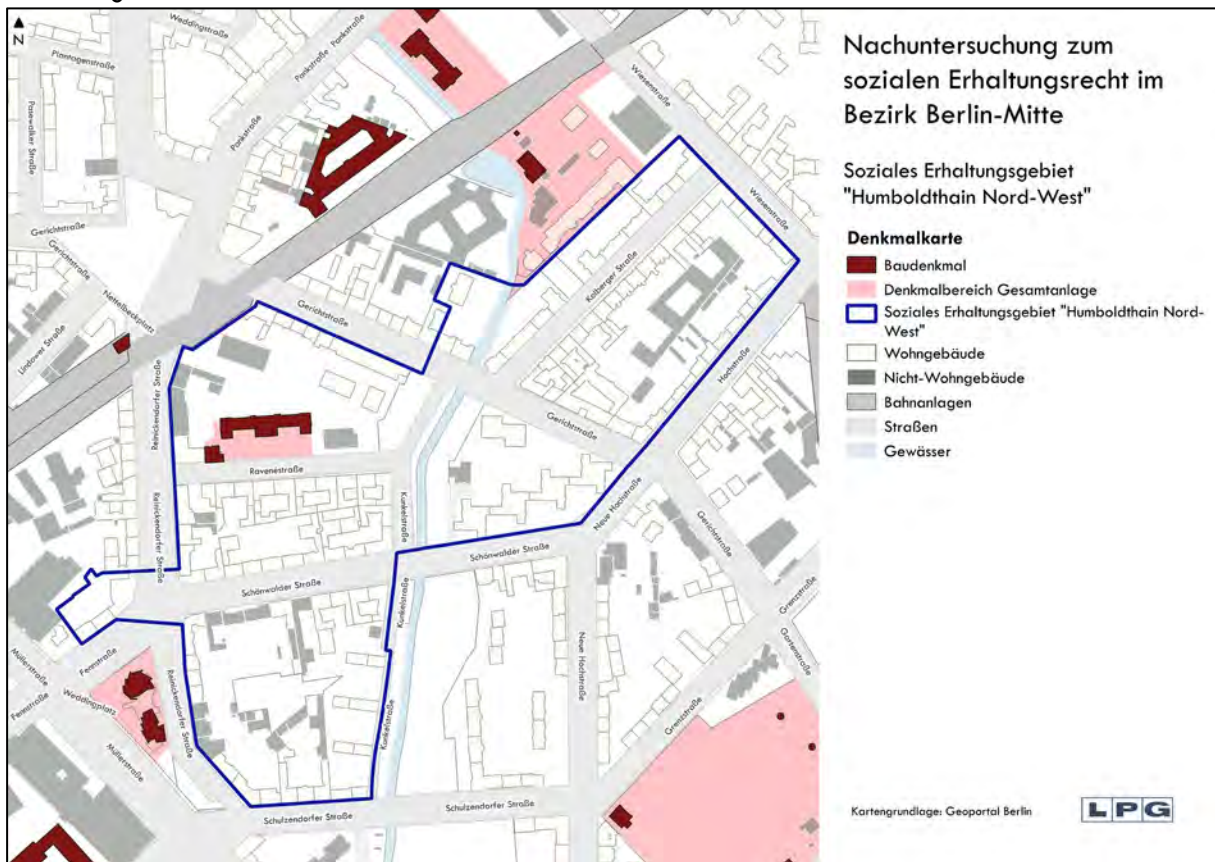 N
Weddingstraße
Plantagenstraße
Pasewalker Straße
Pankstraße
Pankstraße
Pankstraße
Wiesenstraße
Wiesenstraße
Gerichtstraße
Gerichtstraße
Nettelbeckplatz
Lindower Straße
Gerichtstraße
Kolberger Straße
Hochstraße
Reinickendorfer Straße
Gerichtstraße
Ravenéstraße
Reinickendorfer Straße
Kunkelstraße
Neue Hochstraße
Gerichtstraße
Schönwalder Straße
Schönwalder Straße
Kunkelstraße
Grenzstraße
Gartenstraße
Müllerstraße
Fennstraße
Fennstraße
Weddingplatz
Reinickendorfer Straße
Neue Hochstraße
Grenzstraße
Kunkelstraße
Müllerstraße
Schulzendorfer Straße
Schulzendorfer Straße
Nachuntersuchung zum
sozialen Erhaltungsrecht im
Bezirk Berlin-Mitte
Soziales Erhaltungsgebiet
"Humboldthain Nord-West"
Denkmalkarte
Baudenkmal
Denkmalbereich Gesamtanlage
Soziales Erhaltungsgebiet "Humboldthain Nord-
West"
Wohngebäude
Nicht-Wohngebäude
Bahnanlagen
Straßen
Gewässer
Kartengrundlage: Geoportal Berlin
LPG